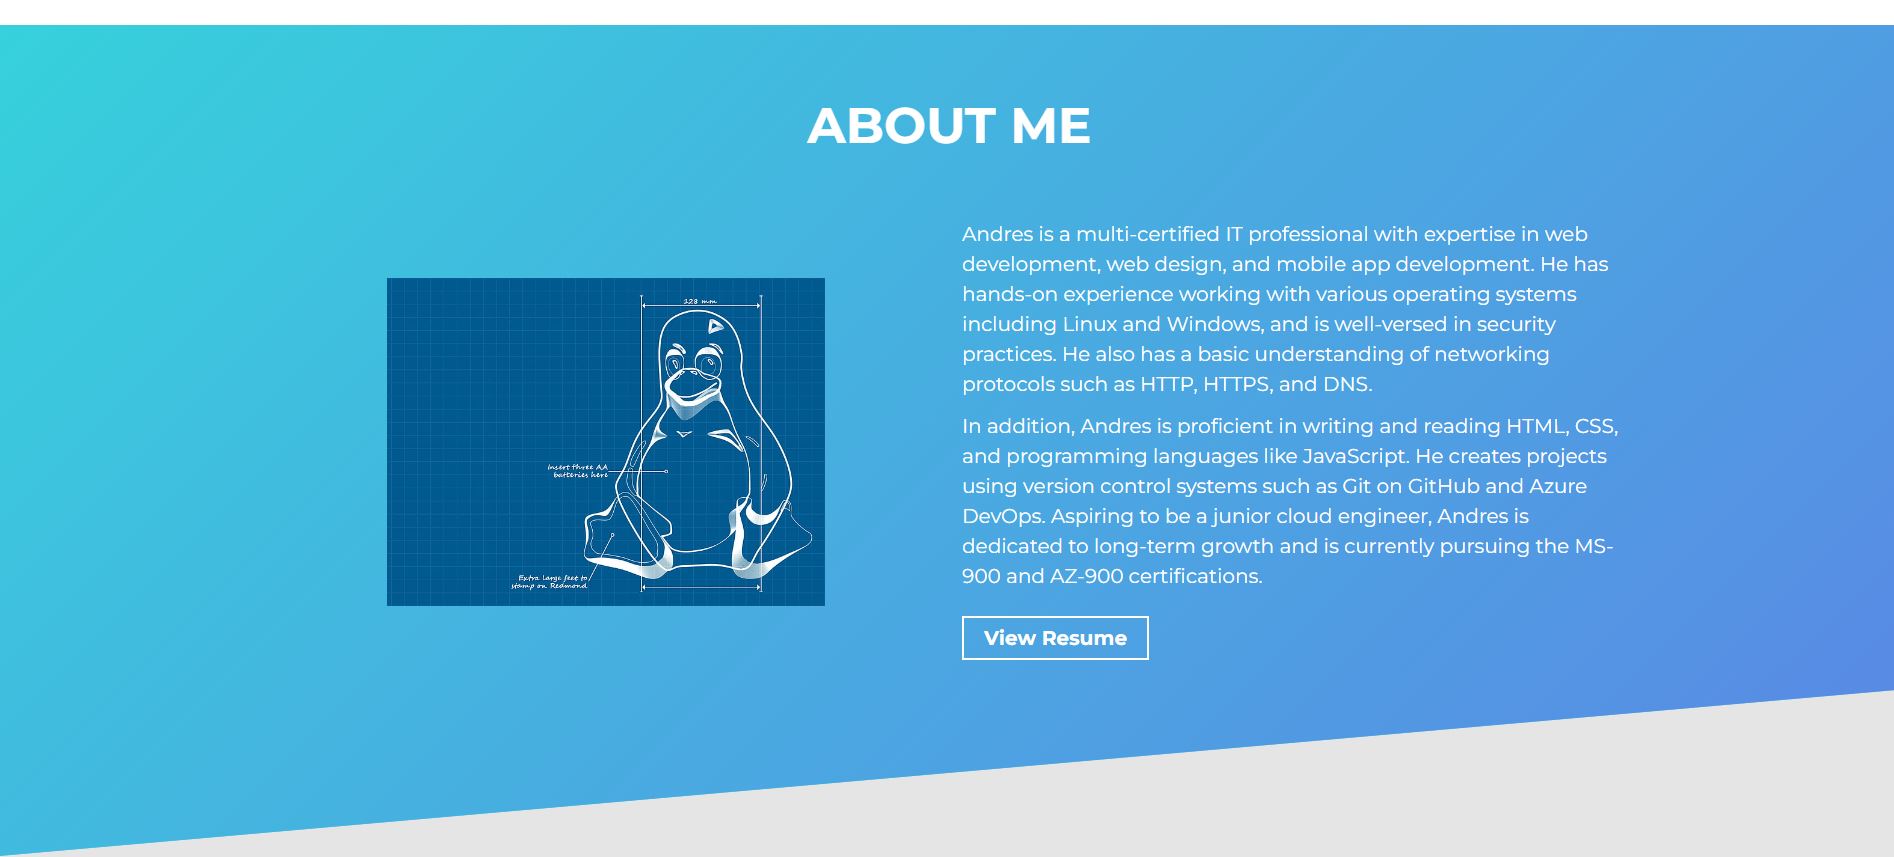 ABOUT ME
128 mm
Insert three AA
batteries here
Extra large feet to
stamp on Redmond
Andres is a multi-certified IT professional with expertise in web
development, web design, and mobile app development. He has
hands-on experience working with various operating systems
including Linux and Windows, and is well-versed in security
practices. He also has a basic understanding of networking
protocols such as HTTP, HTTPS, and DNS.
In addition, Andres is proficient in writing and reading HTML, CSS,
and programming languages like JavaScript. He creates projects
using version control systems such as Git on GitHub and Azure
DevOps. Aspiring to be a junior cloud engineer, Andres is
dedicated to long-term growth and is currently pursuing the MS-
900 and AZ-900 certifications.
View Resume